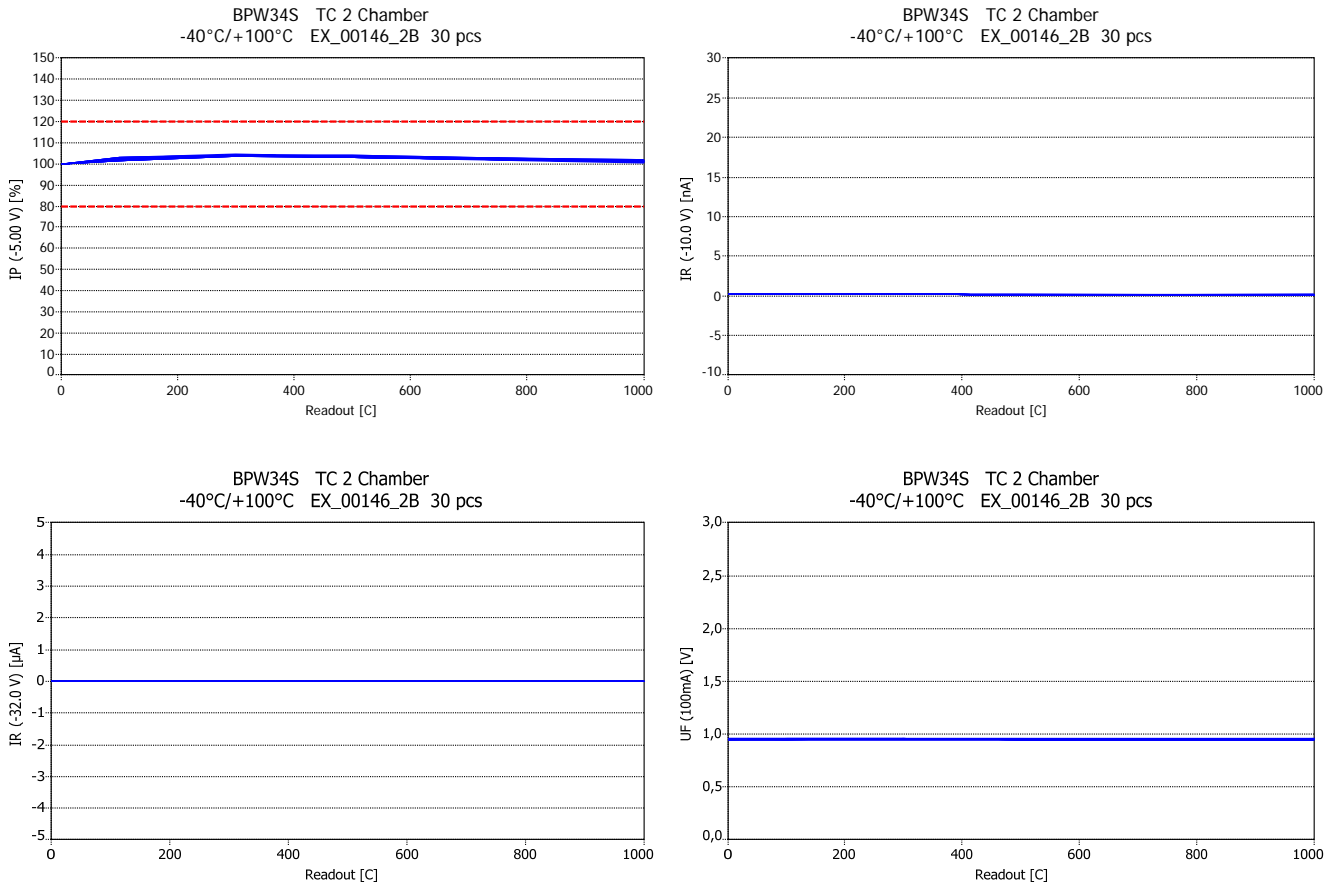 BPW34S TC 2 Chamber
-40°C/+100°C EX_00146_2B 30 pcs
150
140
130
120
110
100
90
80
70
60
50
40
30
20
10
0
IP (-5.00 V) [%]
0 200 400 600 800 1000
Readout [C]
BPW34S TC 2 Chamber
-40°C/+100°C EX_00146_2B 30 pcs
30
25
20
15
10
5
0
-5
-10
IR (-10.0 V) [nA]
0 200 400 600 800 1000
Readout [C]
BPW34S TC 2 Chamber
-40°C/+100°C EX_00146_2B 30 pcs
5
4
3
2
1
0
-1
-2
-3
-4
-5
IR (-32.0 V) [µA]
0 200 400 600 800 1000
Readout [C]
BPW34S TC 2 Chamber
-40°C/+100°C EX_00146_2B 30 pcs
3,0
2,5
2,0
1,5
1,0
0,5
0,0
UF (100mA) [V]
0 200 400 600 800 1000
Readout [C]